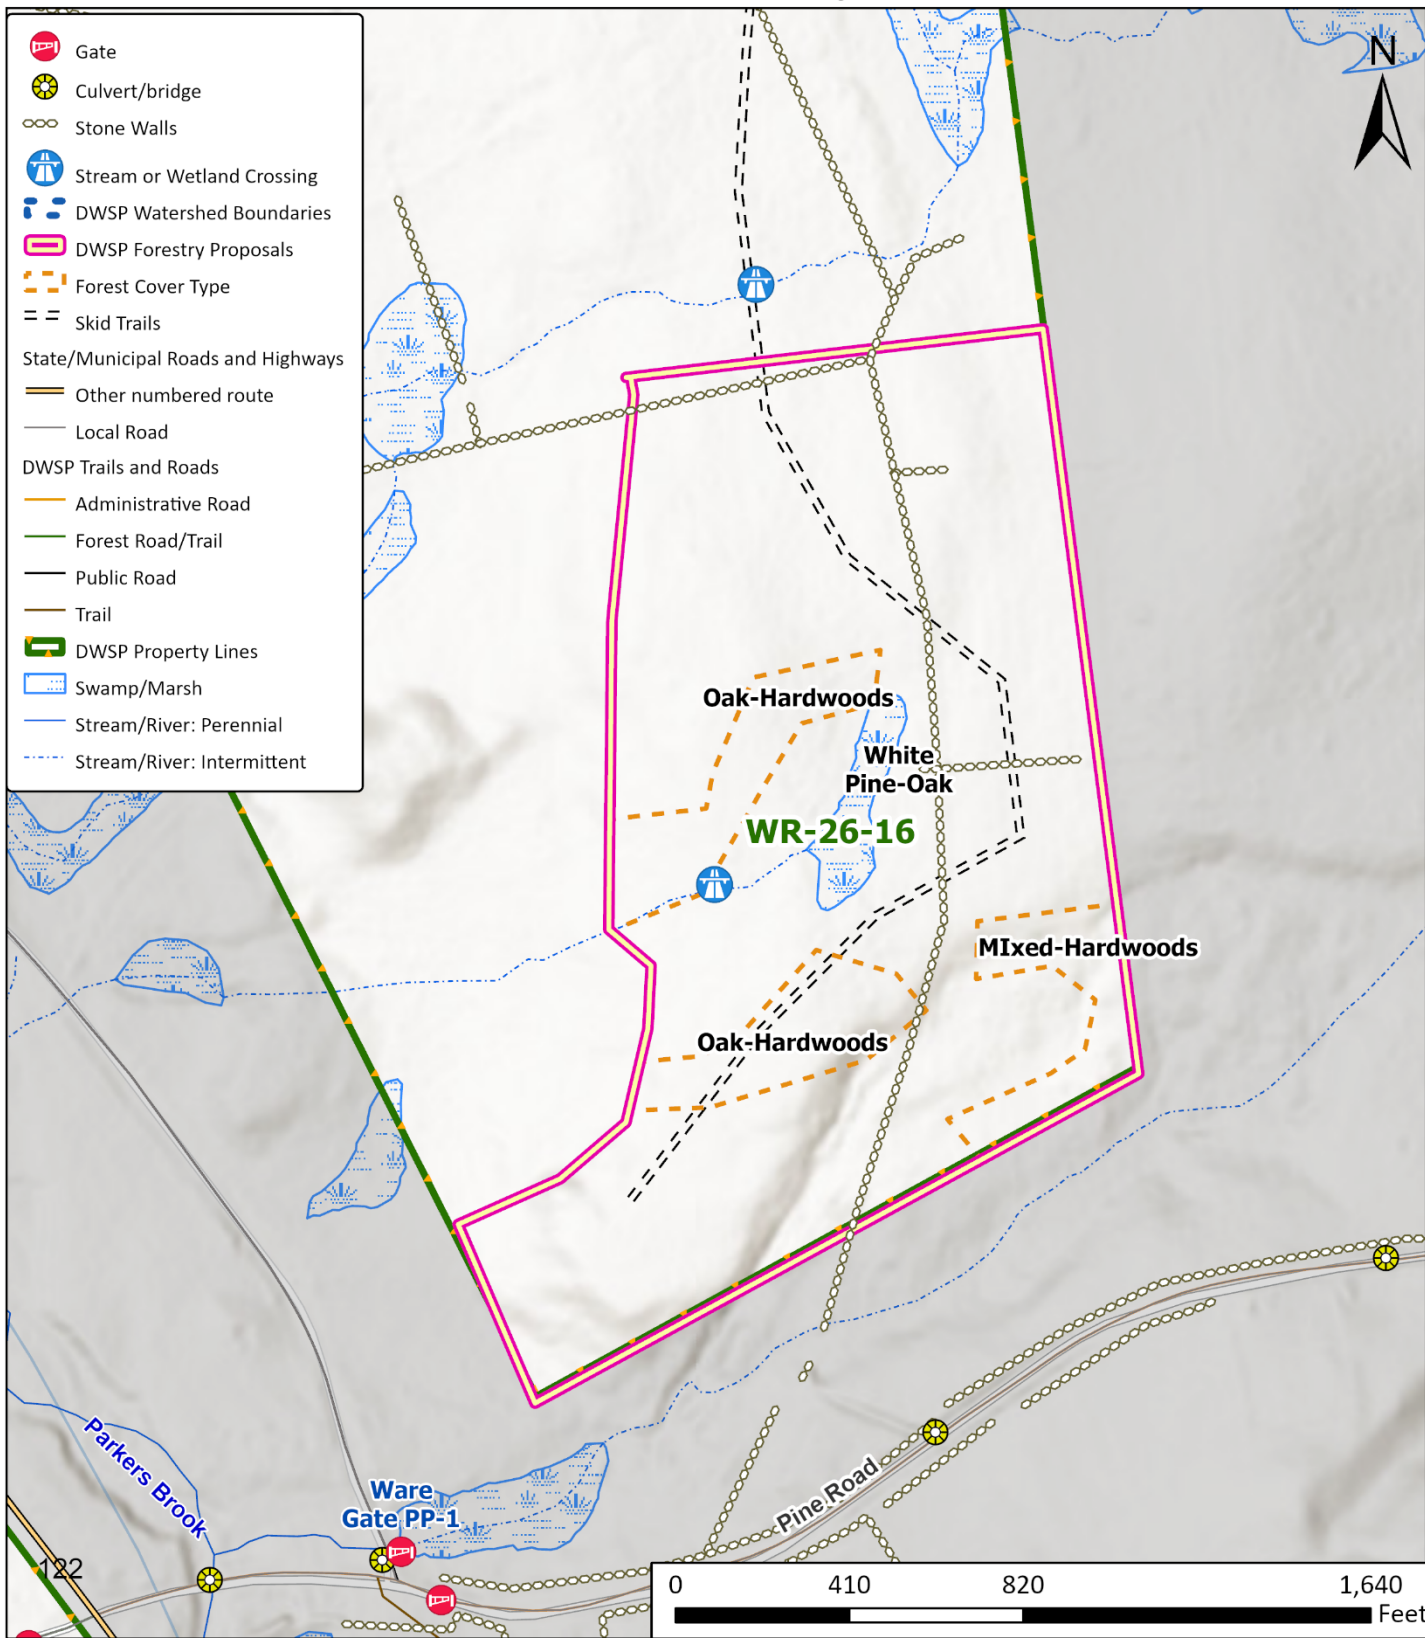 Gate
Culvert/bridge
Stone Walls
Stream or Wetland Crossing
DWSP Watershed Boundaries
DWSP Forestry Proposals
Forest Cover Type
Skid Trails
State/Municipal Roads and Highways
Other numbered route
Local Road
DWSP Trails and Roads
Administrative Road
Forest Road/Trail
Public Road
Trail
DWSP Property Lines
Swamp/Marsh
Stream/River: Perennial
Stream/River: Intermittent
N
Oak-Hardwoods
White
Pine-Oak
WR-26-16
MIxed-Hardwoods
Oak-Hardwoods
Parkers Brook
Ware
Gate PP-1
Pine Road
122
0 410 820 1,640
Feet